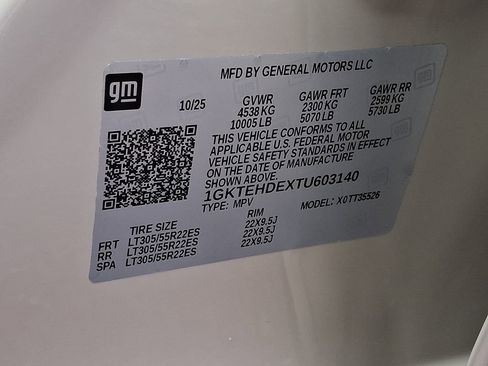 gm
MFD BY GENERAL MOTORS LLC
10/25 GVWR GAWR FRT GAWR RR
4538 KG 2300 KG 2599 KG
10005 LB 5070 LB 5730 LB
THIS VEHICLE CONFORMS TO ALL
APPLICABLE U.S. FEDERAL MOTOR
VEHICLE SAFETY STANDARDS IN EFFECT
ON THE DATE OF MANUFACTURE
SHOWN ABOVE.
1GKTEHDEXTU603140
TYPE: MPV MODEL: X0TT35526
TIRE SIZE RIM
FRT LT305/55R22ES 22X9.5J
RR LT305/55R22ES 22X9.5J
SPA LT305/55R22ES 22X9.5J